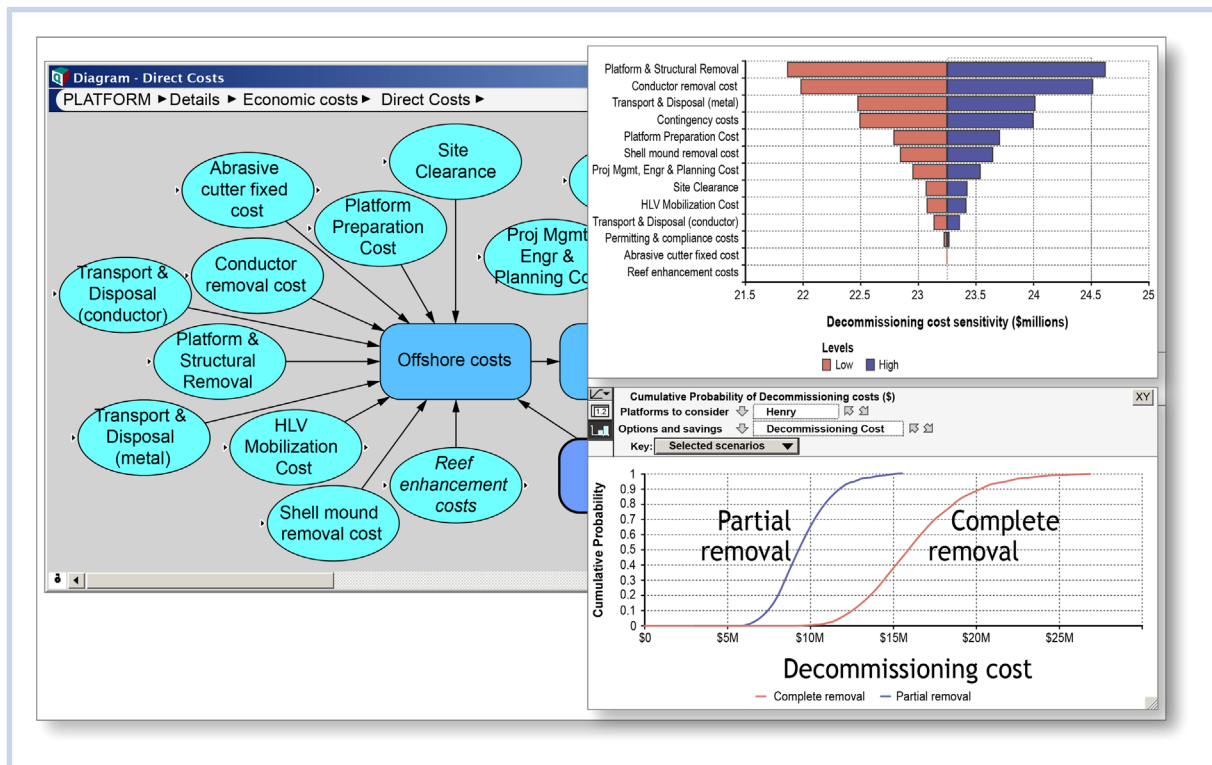 Diagram - Direct Costs
PLATFORM ► Details ► Economic costs ► Direct Costs ►
Site
Clearance
Abrasive
cutter fixed
cost
Platform
Preparation
Cost
Proj Mgmt
Engr &
Planning Co
Conductor
removal cost
Transport &
Disposal
(conductor)
Platform &
Structural
Removal
Offshore costs
Transport &
Disposal
(metal)
HLV
Mobilization
Cost
Reef
enhancement
costs
Shell mound
removal cost
Platform & Structural Removal
Conductor removal cost
Transport & Disposal (metal)
Contingency costs
Platform Preparation Cost
Shell mound removal cost
Proj Mgmt, Engr & Planning Cost
Site Clearance
HLV Mobilization Cost
Transport & Disposal (conductor)
Permitting & compliance costs
Abrasive cutter fixed cost
Reef enhancement costs
21.5 22 22.5 23 23.5 24 24.5 25
Decommissioning cost sensitivity ($millions)
Levels
Low High
Cumulative Probability of Decommissioning costs ($)
XY
Platforms to consider Henry
1.2
Options and savings Decommissioning Cost
Key: Selected scenarios
Cumulative Probability
1
0.9
0.8
0.7
0.6
0.5
0.4
0.3
0.2
0.1
0
Partial
removal
Complete
removal
$0 $5M $10M $15M $20M $25M
Decommissioning cost
Complete removal Partial removal